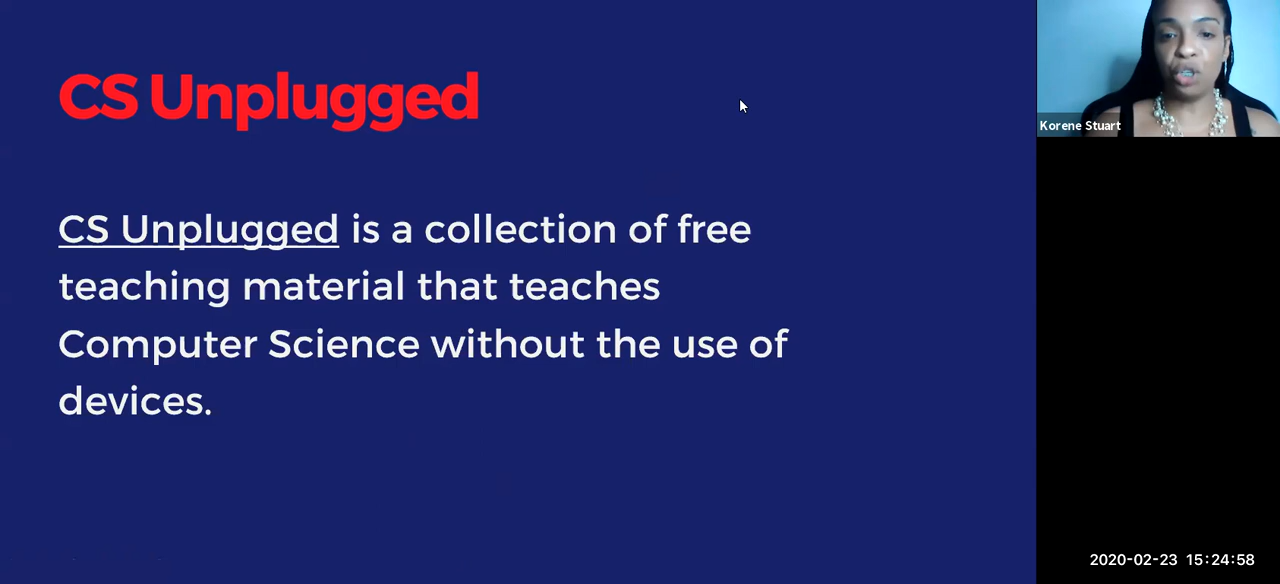 CS Unplugged
CS Unplugged is a collection of free
teaching material that teaches
Computer Science without the use of
devices.
Korene Stuart
2020-02-23 15:24:58